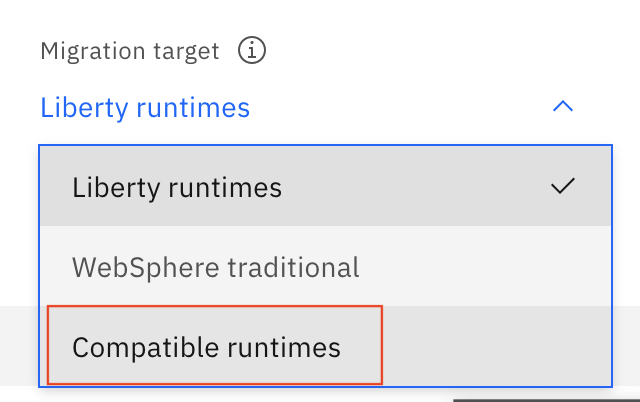 Migration target
Liberty runtimes
Liberty runtimes
WebSphere traditional
Compatible runtimes